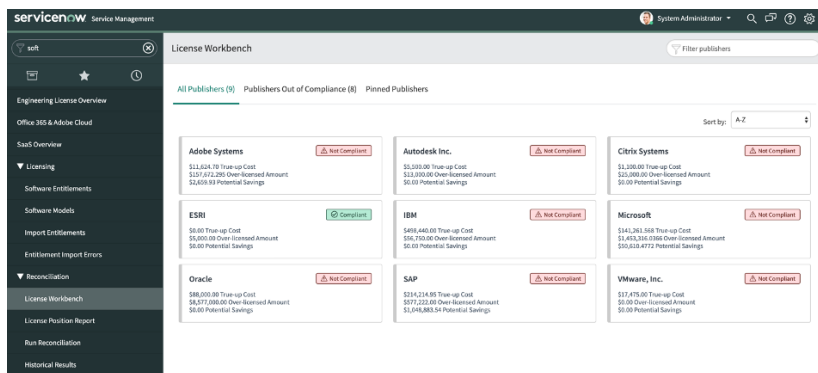 servicenow Service Management
System Administrator
soft
Engineering License Overview
Office 365 & Adobe Cloud
SaaS Overview
Licensing
Software Entitlements
Software Models
Import Entitlements
Entitlement Import Errors
Reconciliation
License Workbench
License Position Report
Run Reconciliation
Historical Results
License Workbench
Filter publishers
All Publishers (9) Publishers Out of Compliance (8) Pinned Publishers
Sort by: A-Z
Adobe Systems Not Compliant
$11,624.70 True-up Cost
$157,672.295 Over-licensed Amount
$2,659.93 Potential Savings
Autodesk Inc. Not Compliant
$5,500.00 True-up Cost
$13,000.00 Over-licensed Amount
$0.00 Potential Savings
Citrix Systems Not Compliant
$1,100.00 True-up Cost
$25,000.00 Over-licensed Amount
$0.00 Potential Savings
ESRI Compliant
$0.00 True-up Cost
$5,000.00 Over-licensed Amount
$0.00 Potential Savings
IBM Not Compliant
$498,440.00 True-up Cost
$56,750.00 Over-licensed Amount
$0.00 Potential Savings
Microsoft Not Compliant
$141,261.568 True-up Cost
$1,453,316.0366 Over-licensed Amount
$50,618.4772 Potential Savings
Oracle Not Compliant
$88,000.00 True-up Cost
$8,577,000.00 Over-licensed Amount
$0.00 Potential Savings
SAP Not Compliant
$214,214.95 True-up Cost
$577,222.00 Over-licensed Amount
$1,048,883.54 Potential Savings
VMware, Inc. Not Compliant
$17,475.00 True-up Cost
$0.00 Over-licensed Amount
$0.00 Potential Savings